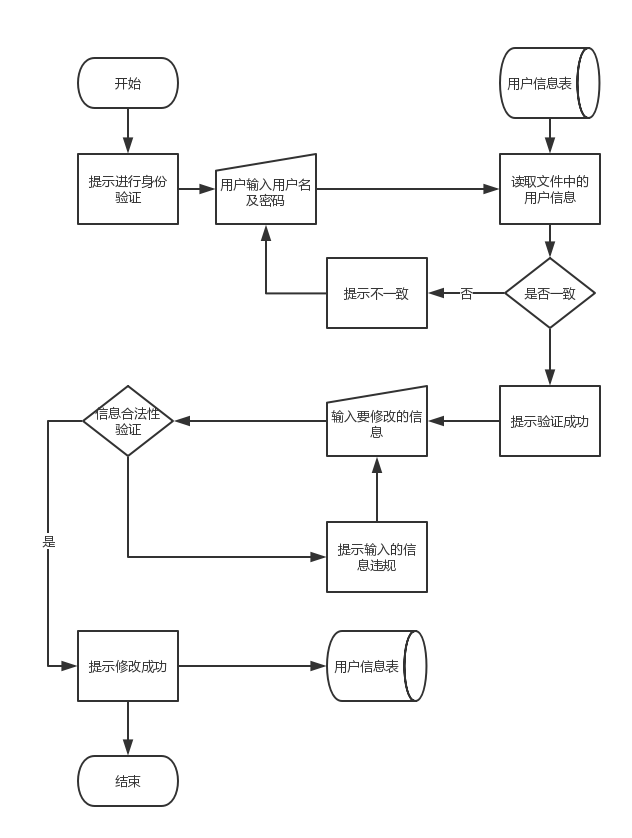 开始
用户信息表
提示进行身份
验证
用户输入用户名
及密码
读取文件中的
用户信息
提示不一致
否
是否一致
信息合法性
验证
输入要修改的信
息
提示验证成功
是
提示输入的信
息违规
提示修改成功
用户信息表
结束